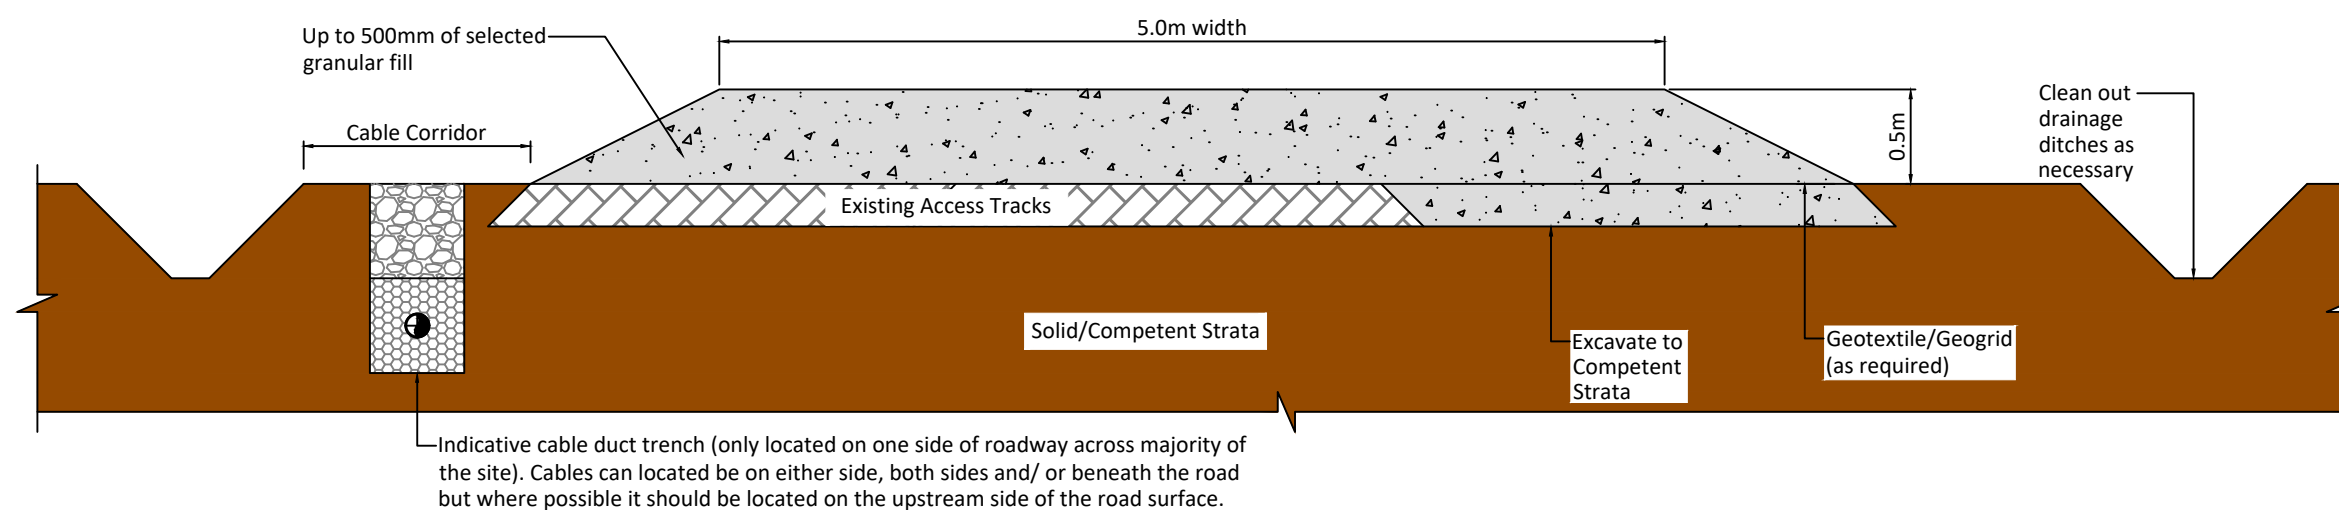 5.0m width
Up to 500mm of selected
granular fill
Cable Corridor
0.5m
Clean out
drainage
ditches as
necessary
Existing Access Tracks
Solid/Competent Strata
Excavate to
Competent
Strata
Geotextile/Geogrid
(as required)
Indicative cable duct trench (only located on one side of roadway across majority of
the site). Cables can located be on either side, both sides and/ or beneath the road
but where possible it should be located on the upstream side of the road surface.